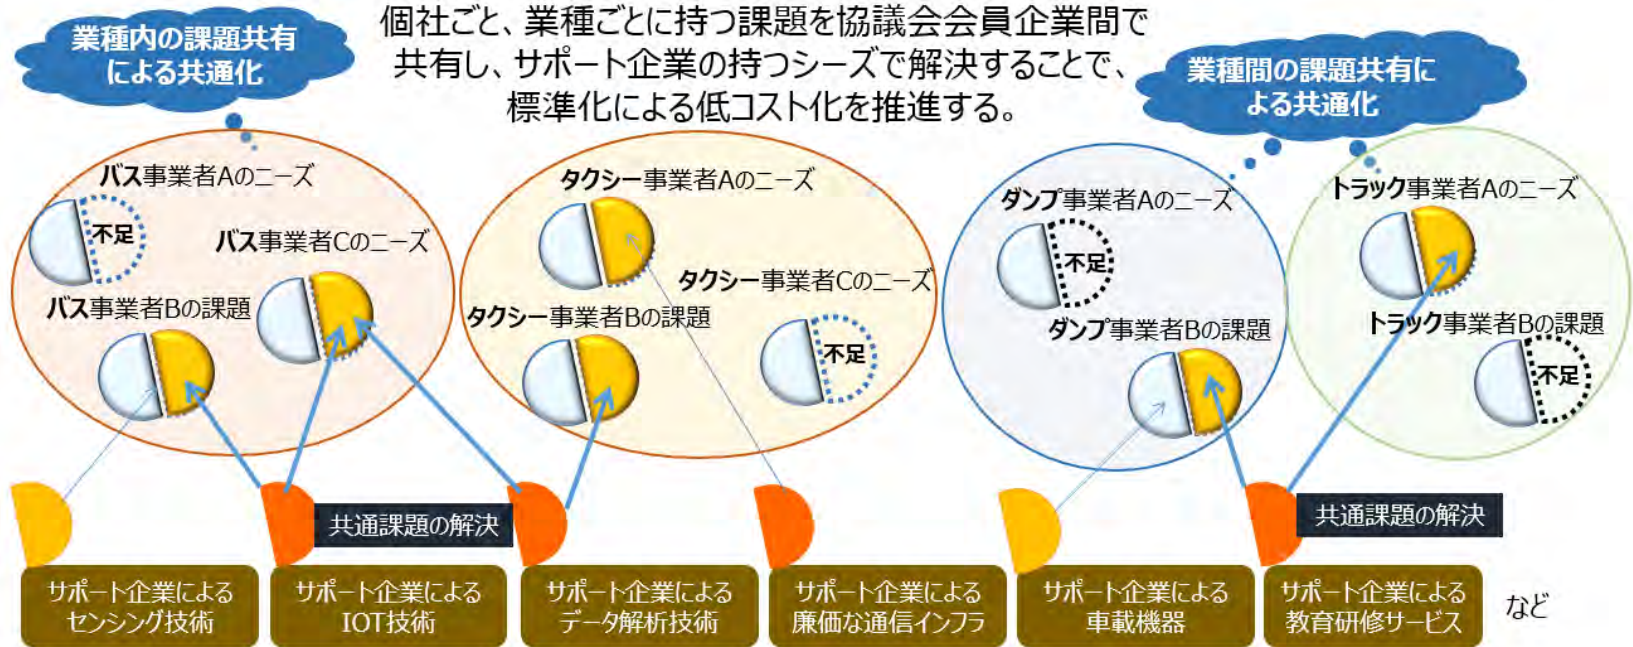 個社ごと、業種ごとに持つ課題を協議会会員企業間で
共有し、サポート企業の持つシーズで解決することで、
標準化による低コスト化を推進する。
業種内の課題共有
による共通化
業種間の課題共有に
よる共通化
バス事業者Aのニーズ
不足
バス事業者Cのニーズ
バス事業者Bの課題
タクシー事業者Aのニーズ
タクシー事業者Cのニーズ
タクシー事業者Bの課題
不足
ダンプ事業者Aのニーズ
不足
ダンプ事業者Bの課題
トラック事業者Aのニーズ
トラック事業者Bの課題
不足
共通課題の解決
共通課題の解決
サポート企業による
センシング技術
サポート企業による
IOT技術
サポート企業による
データ解析技術
サポート企業による
廉価な通信インフラ
サポート企業による
車載機器
サポート企業による
教育研修サービス
など